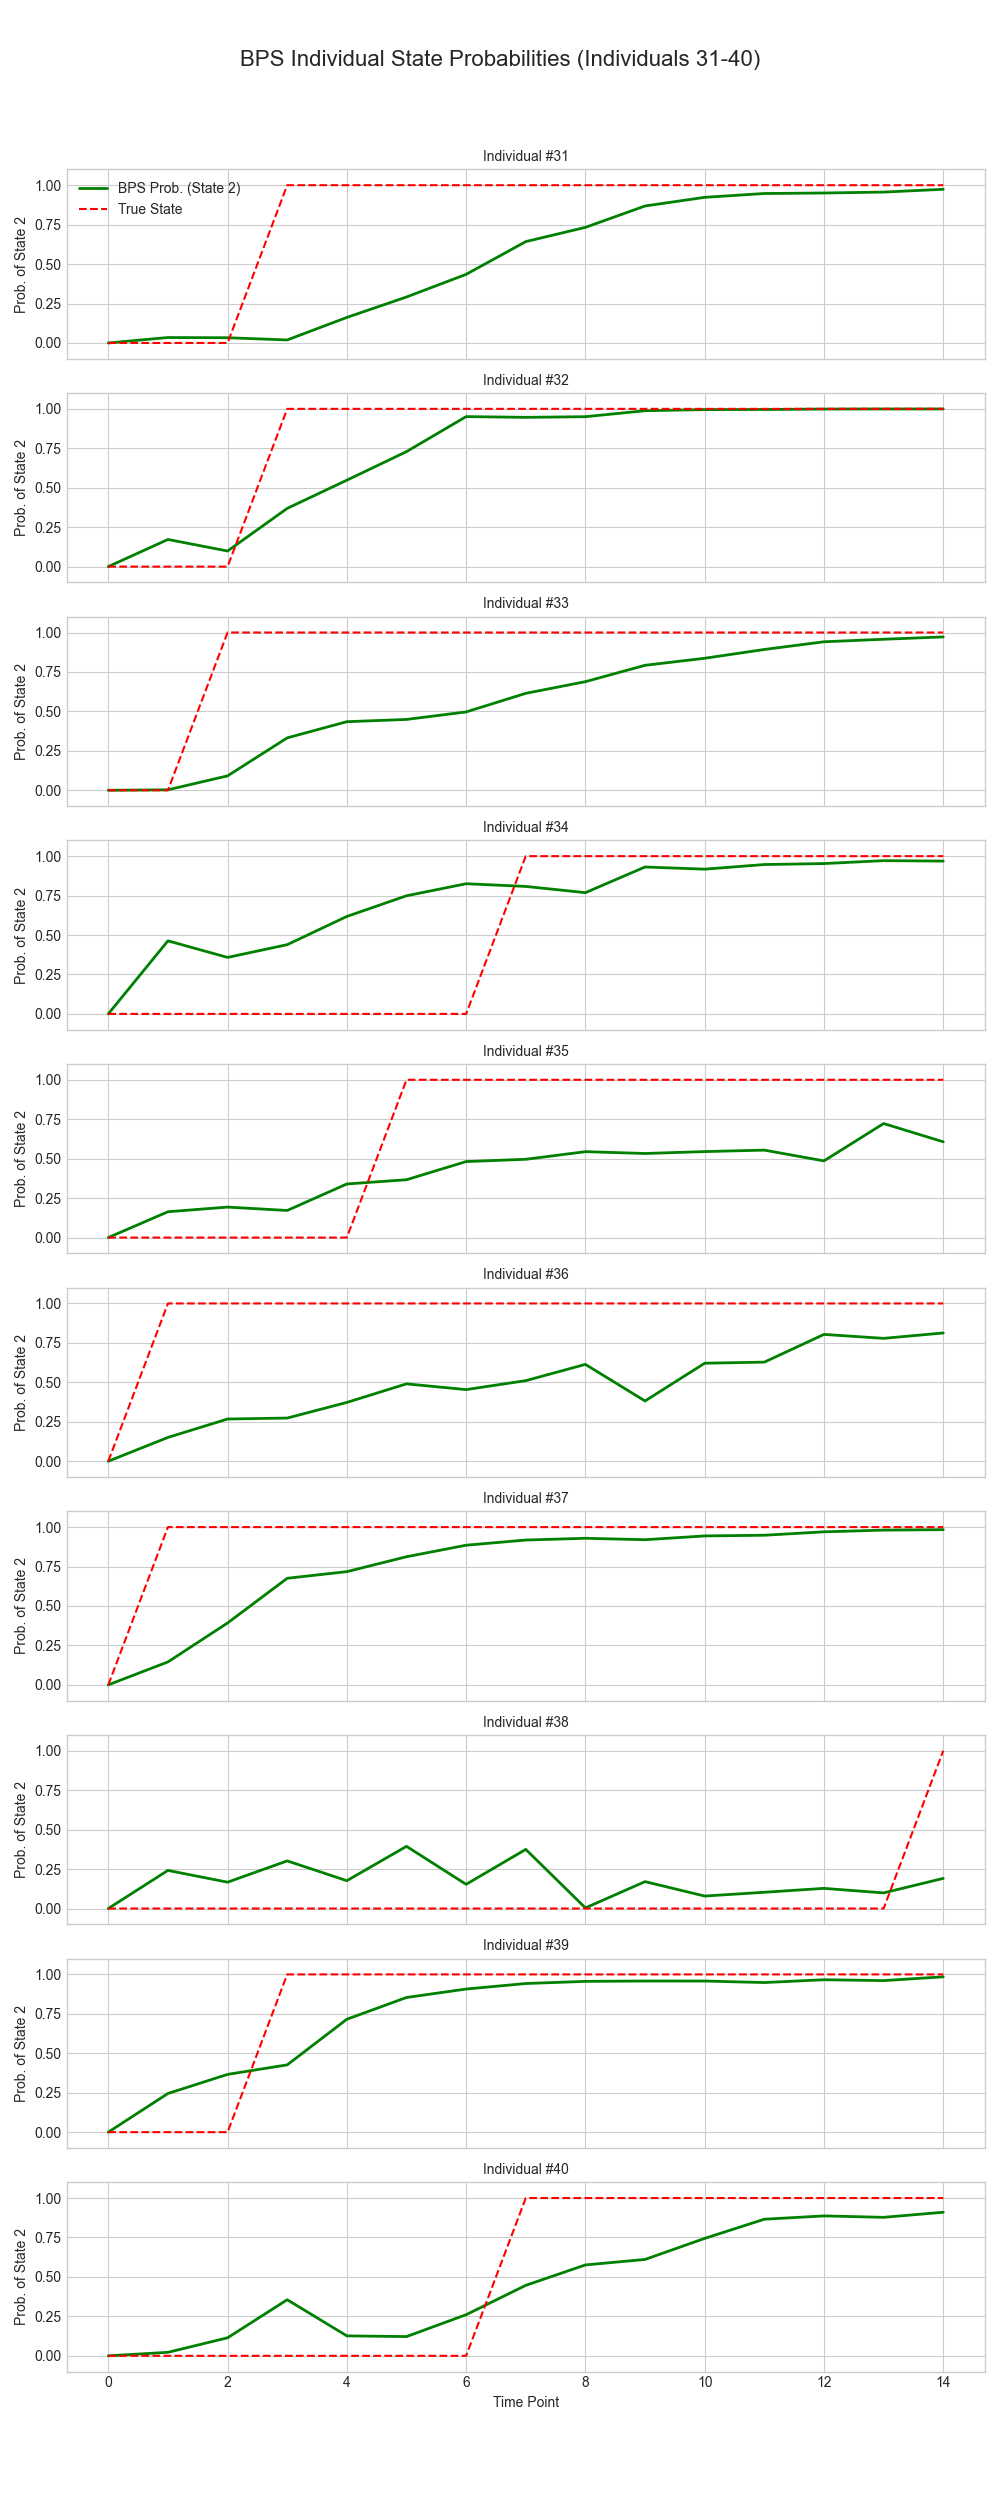 BPS Individual State Probabilities (Individuals 31-40)
Individual #31
BPS Prob. (State 2)
True State
Prob. of State 2
1.00
0.75
0.50
0.25
0.00
Individual #32
Prob. of State 2
1.00
0.75
0.50
0.25
0.00
Individual #33
Prob. of State 2
1.00
0.75
0.50
0.25
0.00
Individual #34
Prob. of State 2
1.00
0.75
0.50
0.25
0.00
Individual #35
Prob. of State 2
1.00
0.75
0.50
0.25
0.00
Individual #36
Prob. of State 2
1.00
0.75
0.50
0.25
0.00
Individual #37
Prob. of State 2
1.00
0.75
0.50
0.25
0.00
Individual #38
Prob. of State 2
1.00
0.75
0.50
0.25
0.00
Individual #39
Prob. of State 2
1.00
0.75
0.50
0.25
0.00
Individual #40
Prob. of State 2
1.00
0.75
0.50
0.25
0.00
0 2 4 6 8 10 12 14
Time Point